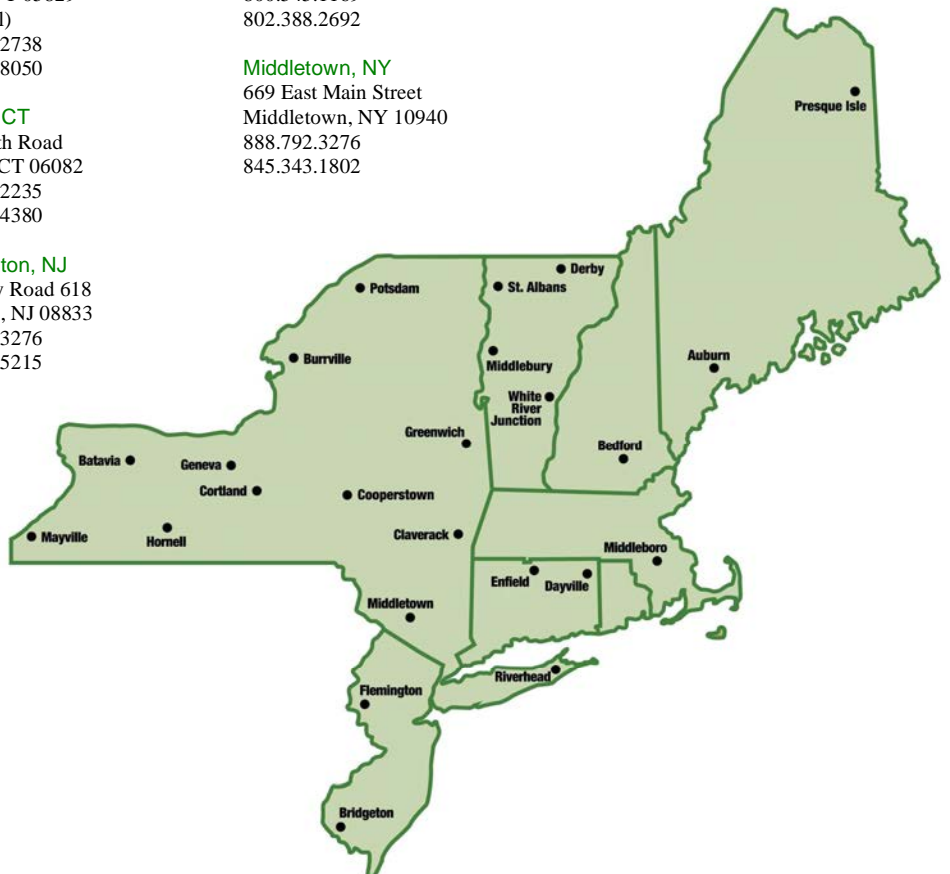 2738
8050
CT
th Road
CT 06082
2235
4380
ton, NJ
Road 618
, NJ 08833
3276
5215
802.388.2692
Middletown, NY
669 East Main Street
Middletown, NY 10940
888.792.3276
845.343.1802
Presque Isle
Derby
St. Albans
Potsdam
Burrville
Middlebury
Auburn
White
River
Junction
Greenwich
Bedford
Batavia
Geneva
Cortland
Cooperstown
Mayville
Hornell
Claverack
Middleboro
Enfield
Dayville
Middletown
Riverhead
Flemington
Bridgeton